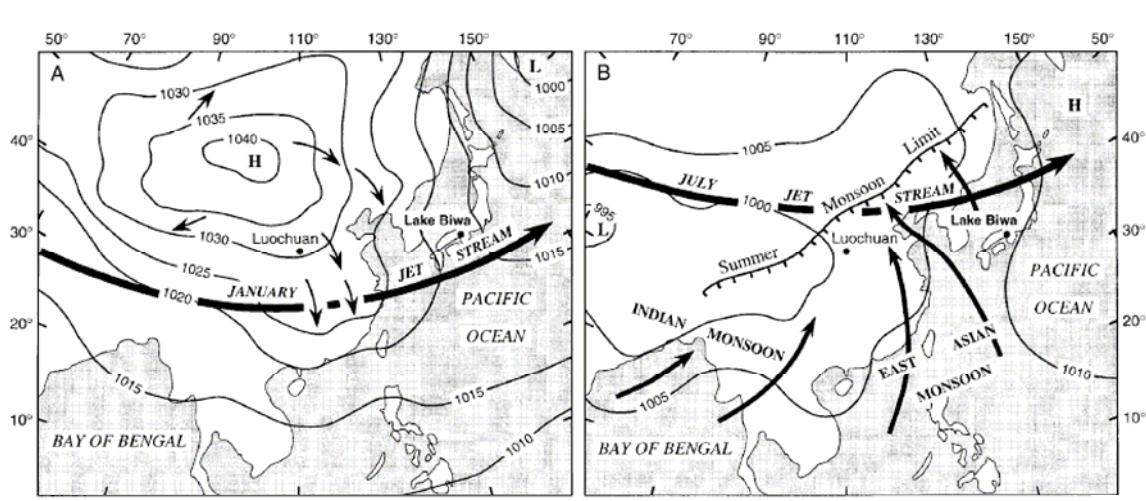 50° 70° 90° 110° 130° 150°
A
L
1030
1000
1035
1005
40°
1040
H
1010
30°
1030
Luochuan
Lake Biwa
1015
1025
JET STREAM
1020
JANUARY
PACIFIC
OCEAN
20°
1015
1015
10°
1010
BAY OF BENGAL
70° 90° 110° 130° 150° 50°
B
H
Limit
40°
1005
JULY JET STREAM
Monsoon
1000
995
L
Lake Biwa
30°
Luochuan
Summer
PACIFIC
OCEAN
INDIAN MONSOON
20°
EAST ASIAN
MONSOON
1010
1005
10°
BAY OF BENGAL